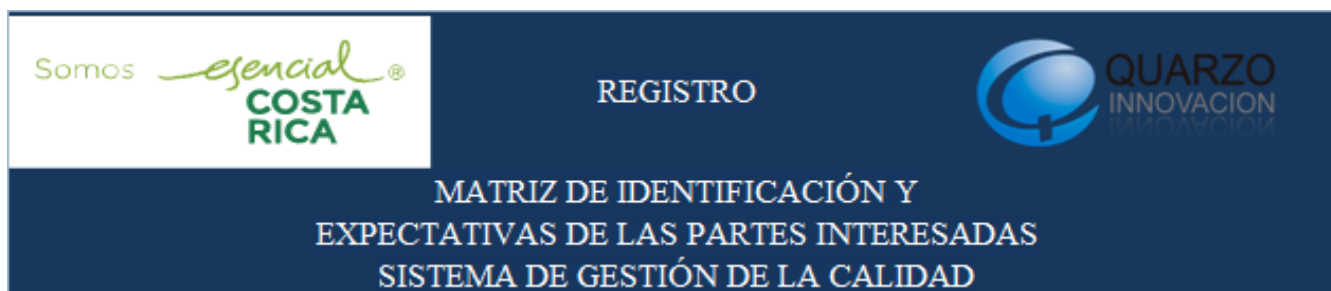 Somos esencial ®
COSTA
RICA
REGISTRO
QUARZO
INNOVACION
MATRIZ DE IDENTIFICACIÓN Y
EXPECTATIVAS DE LAS PARTES INTERESADAS
SISTEMA DE GESTIÓN DE LA CALIDAD